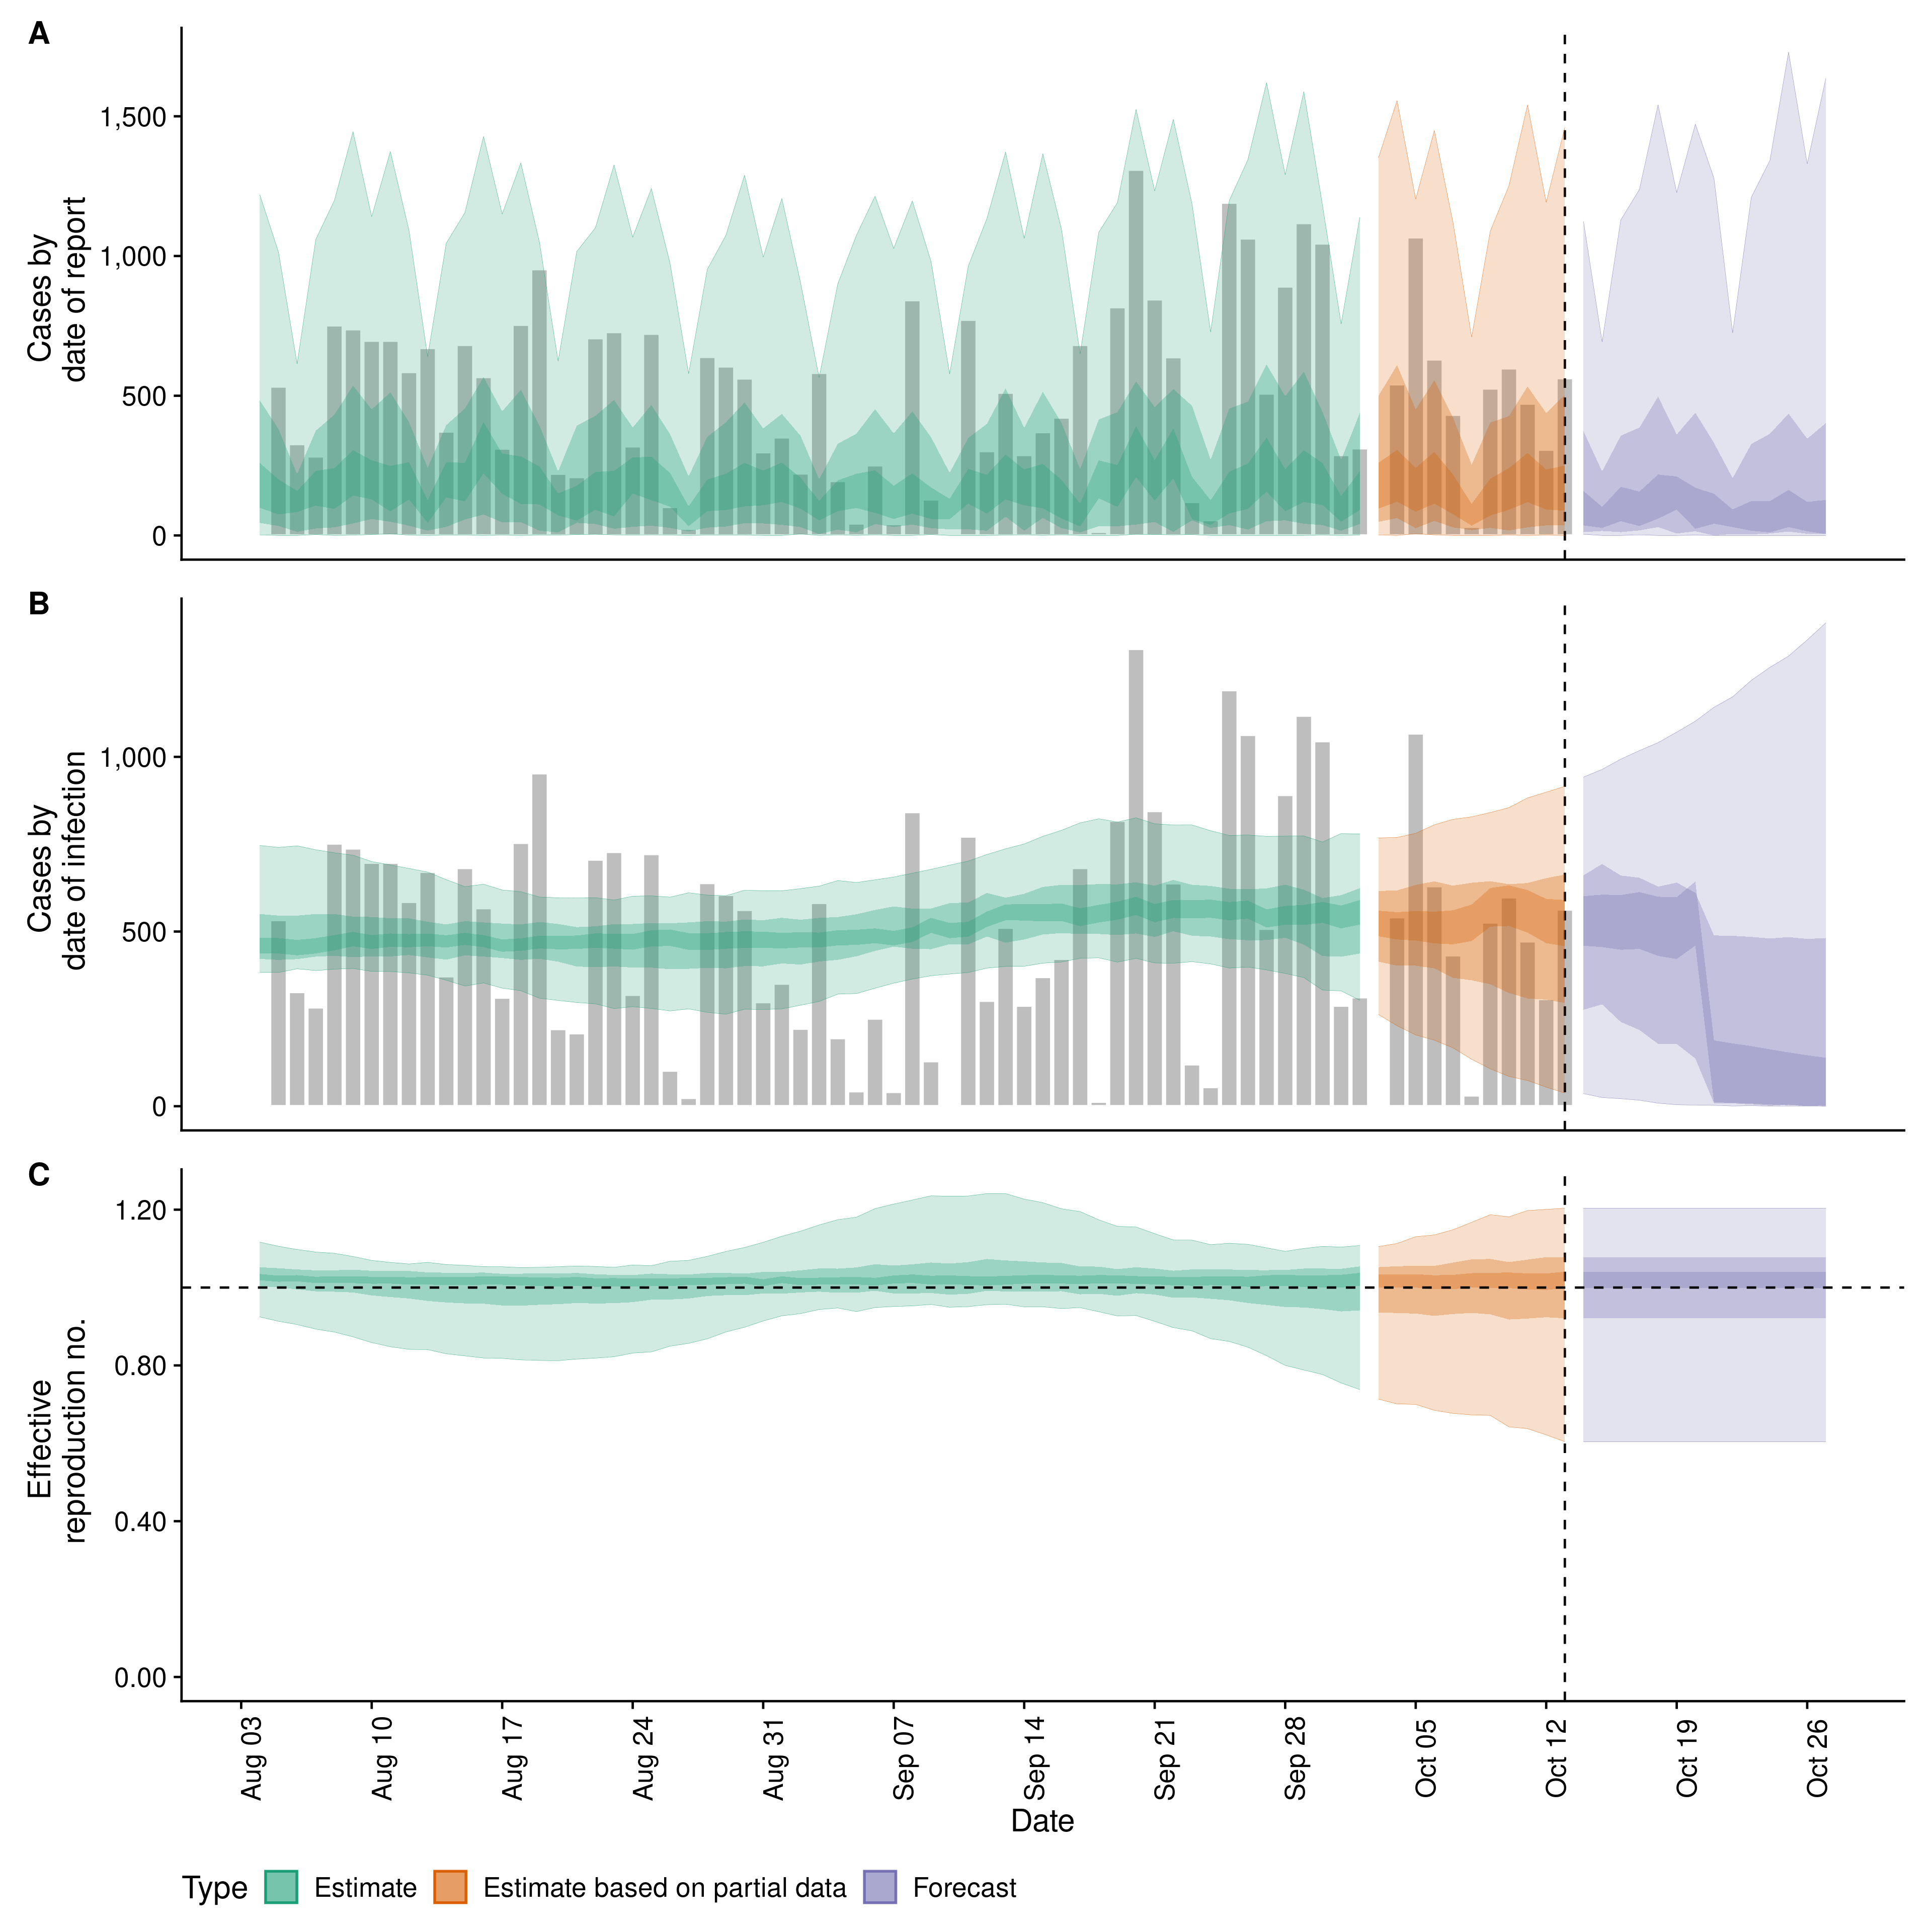 A
Cases by
date of report
1,500
1,000
500
0
B
Cases by
date of infection
1,000
500
0
C
Effective
reproduction no.
1.20
0.80
0.40
0.00
Aug 03
Aug 10
Aug 17
Aug 24
Aug 31
Sep 07
Sep 14
Sep 21
Sep 28
Oct 05
Oct 12
Oct 19
Oct 26
Date
Type Estimate Estimate based on partial data Forecast